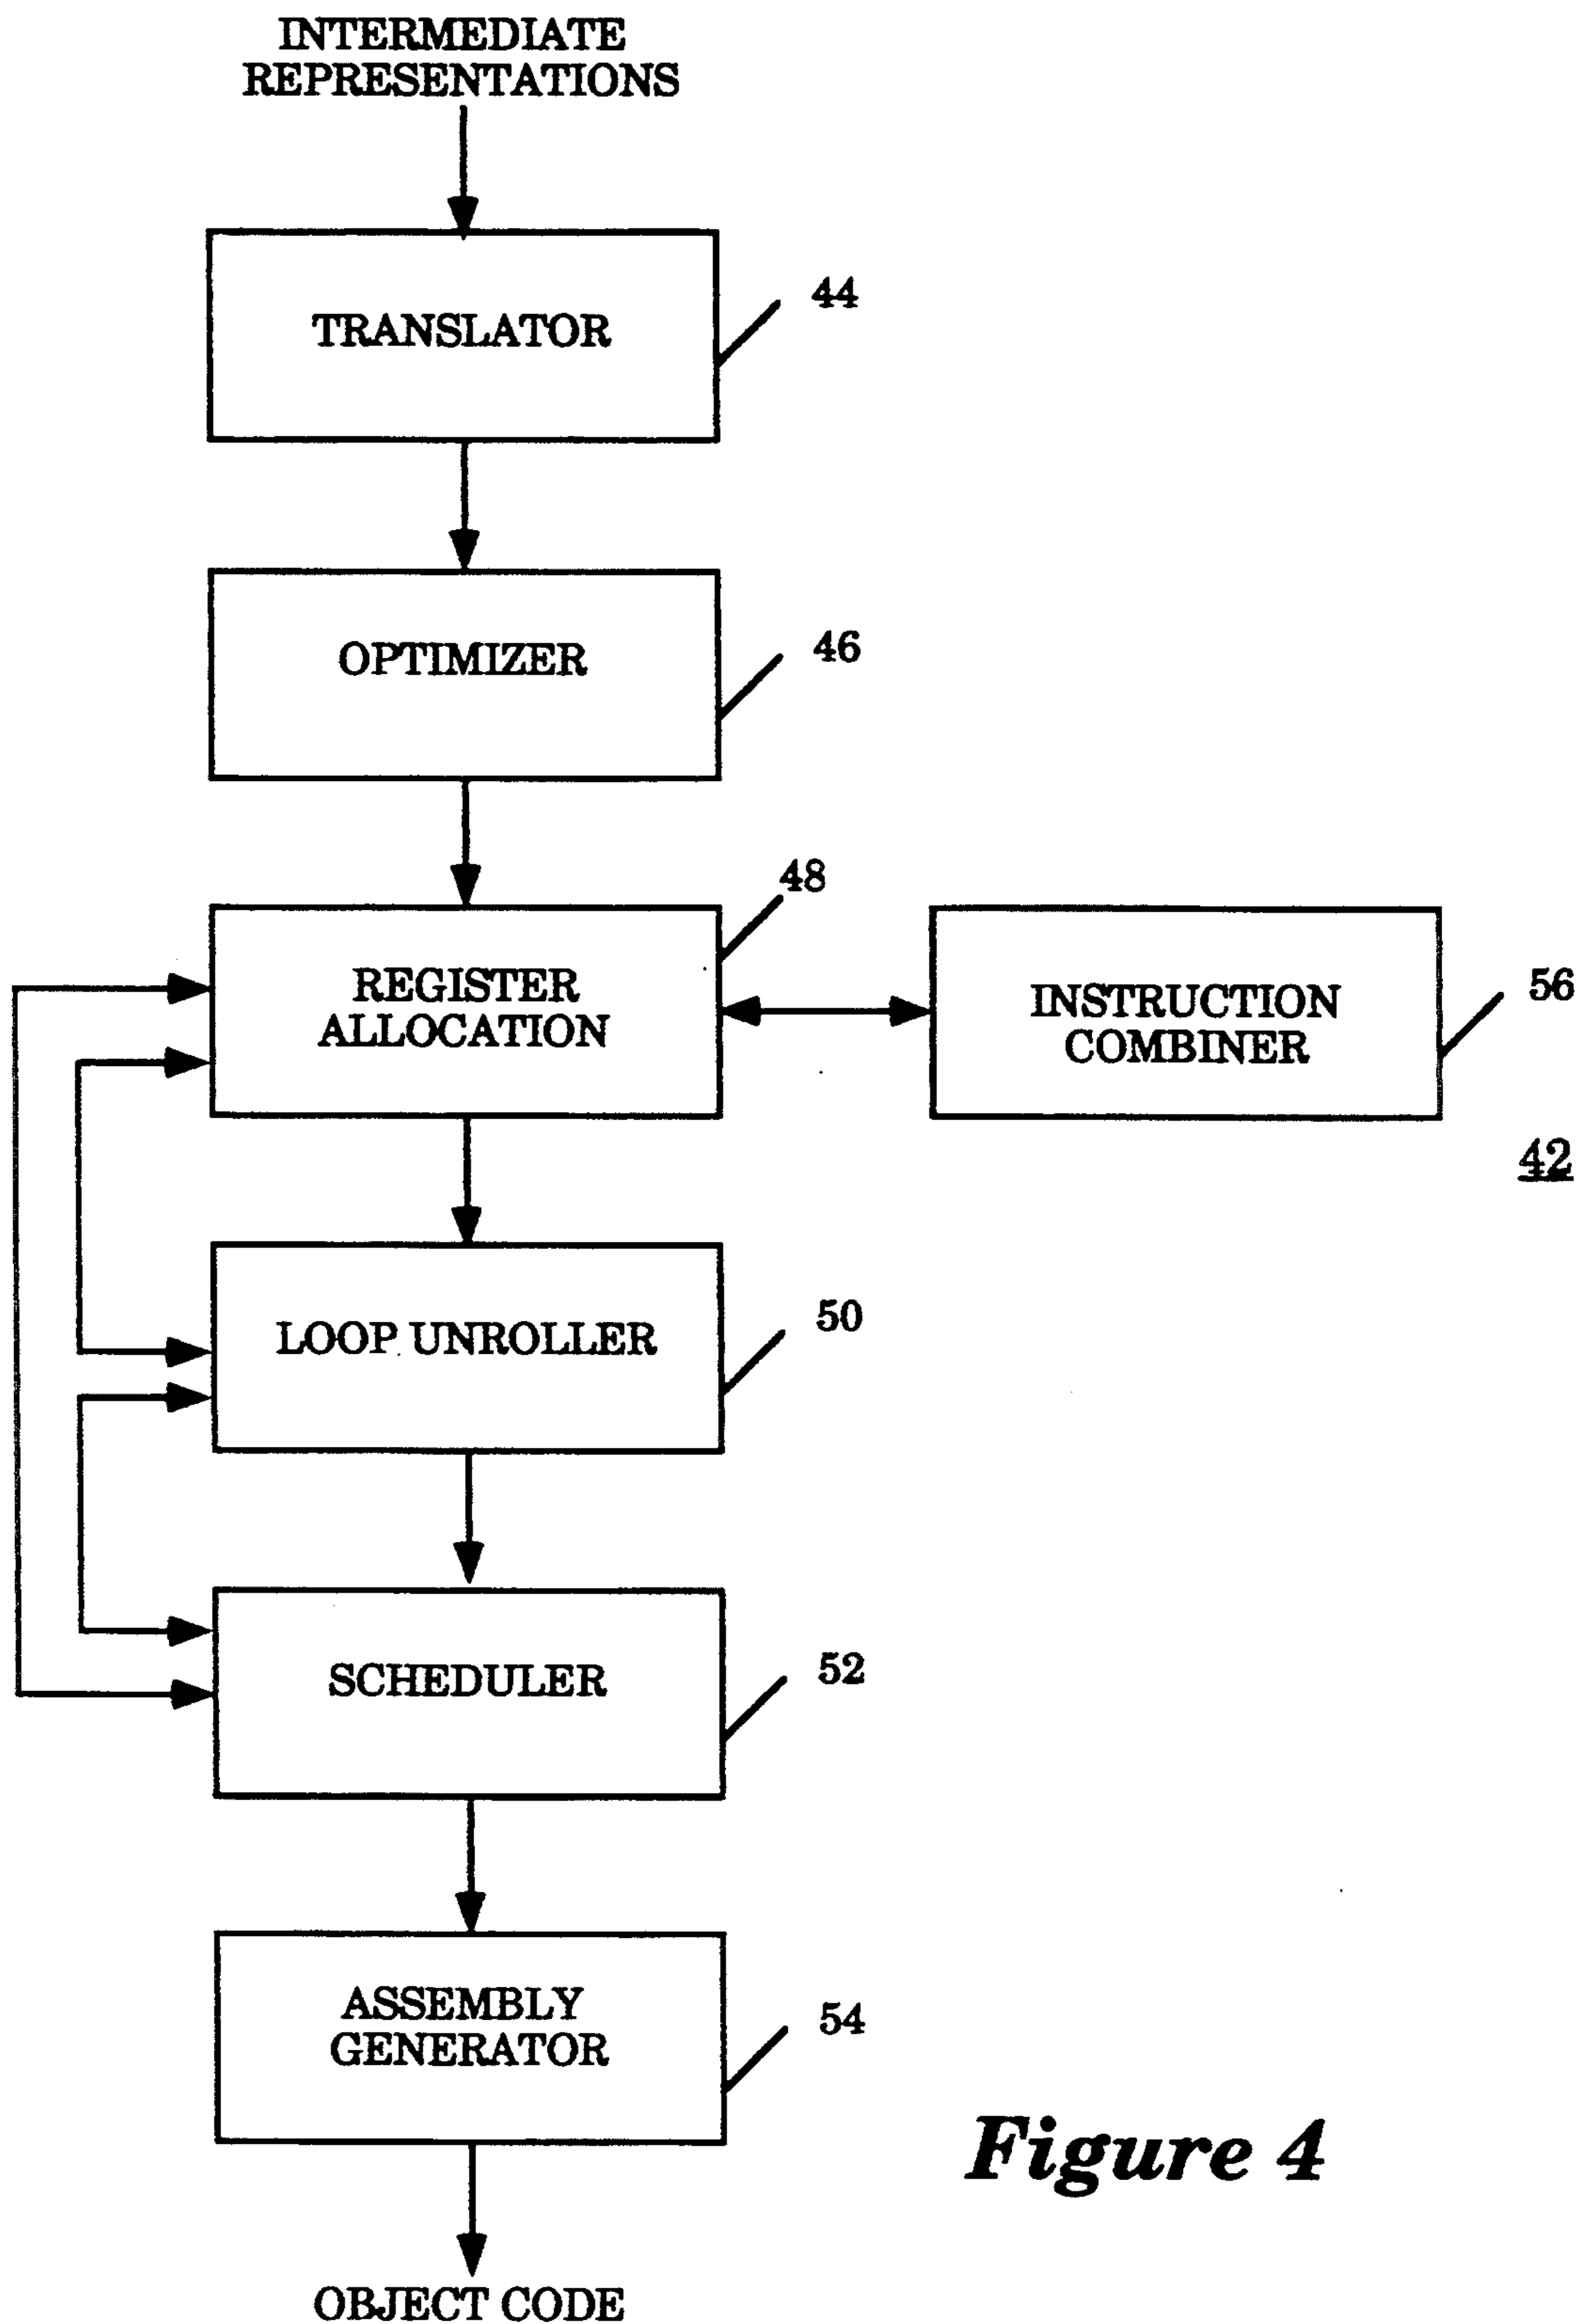 INTERMEDIATE
REPRESENTATIONS
TRANSLATOR
44
OPTIMIZER
46
48
REGISTER
ALLOCATION
INSTRUCTION
COMBINER
56
42
LOOP UNROLLER
50
SCHEDULER
52
ASSEMBLY
GENERATOR
54
Figure 4
OBJECT CODE